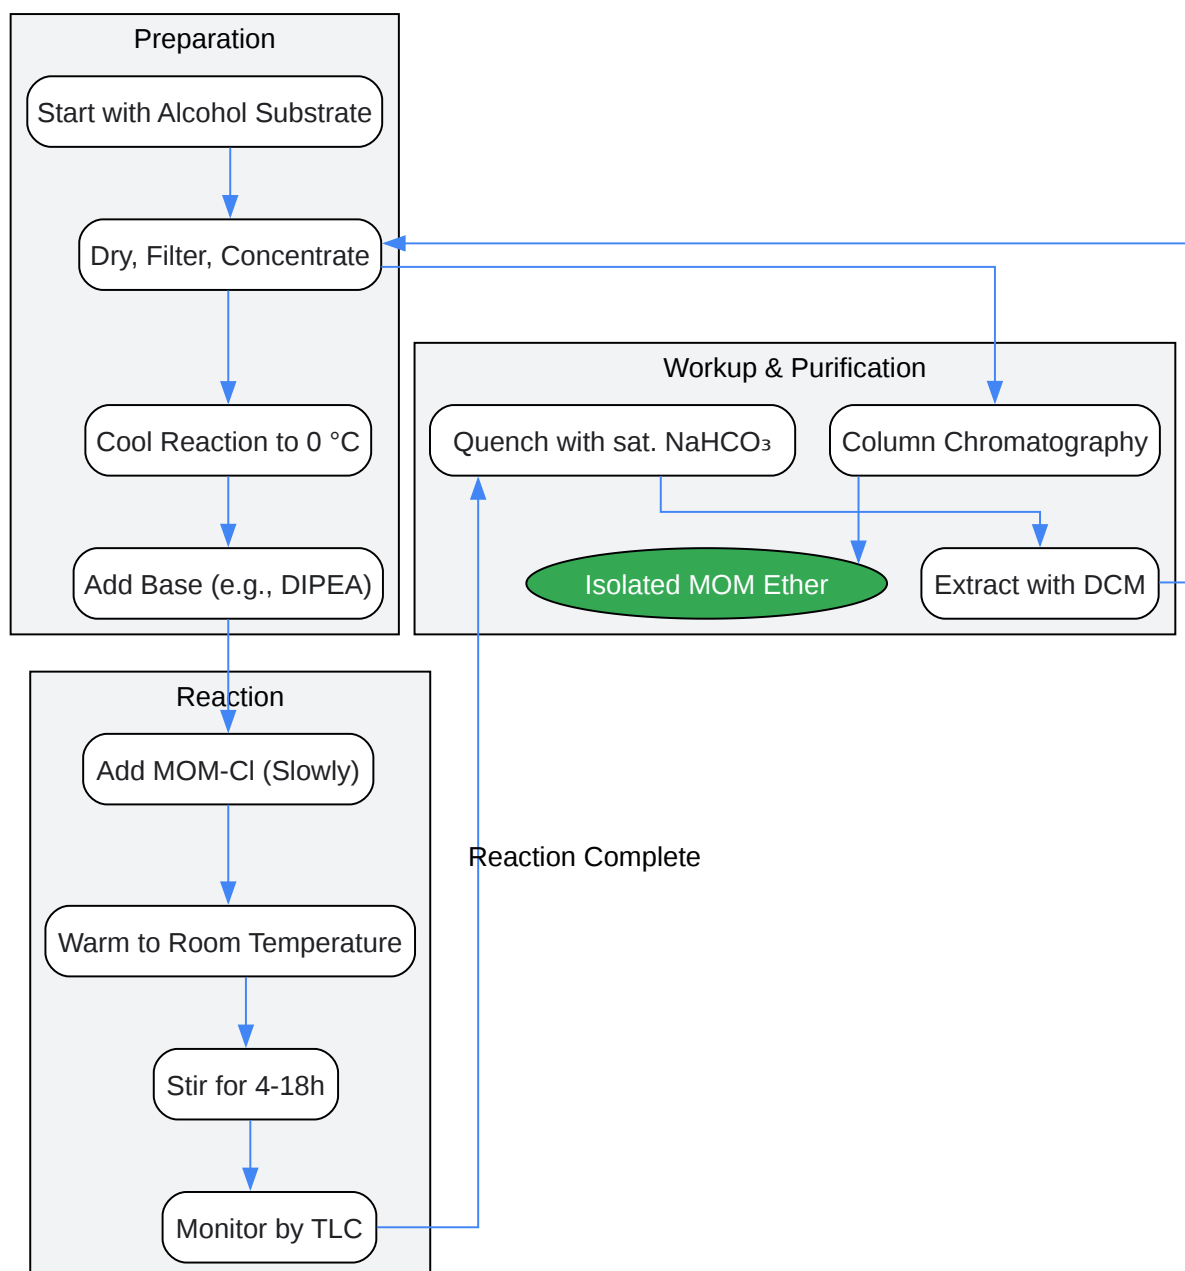 Preparation
Start with Alcohol Substrate
Dry, Filter, Concentrate
Cool Reaction to 0 °C
Add Base (e.g., DIPEA)
Workup & Purification
Quench with sat. NaHCO₃
Column Chromatography
Isolated MOM Ether
Extract with DCM
Reaction
Add MOM-Cl (Slowly)
Reaction Complete
Warm to Room Temperature
Stir for 4-18h
Monitor by TLC